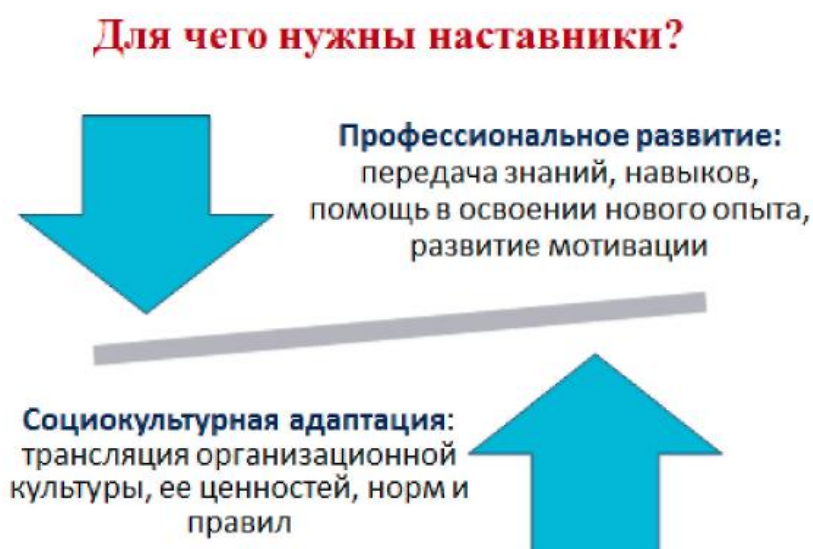 Для чего нужны наставники?
Профессиональное развитие:
передача знаний, навыков,
помощь в освоении нового опыта,
развитие мотивации
Социокультурная адаптация:
трансляция организационной
культуры, ее ценностей, норм и
правил